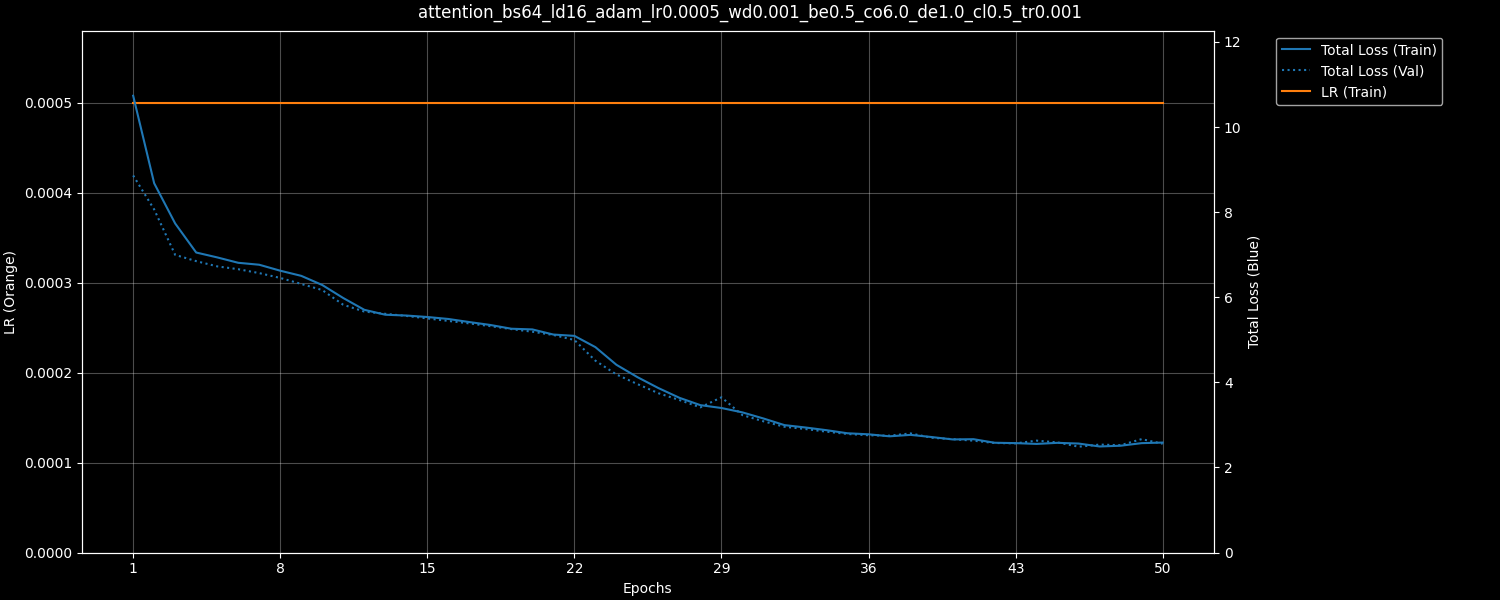 attention_bs64_ld16_adam_lr0.0005_wd0.001_be0.5_co6.0_de1.0_cl0.5_tr0.001
Total Loss (Train)
Total Loss (Val)
LR (Train)
LR (Orange)
0.0005
0.0004
0.0003
0.0002
0.0001
0.0000
12
10
8
6
4
2
0
Total Loss (Blue)
1 8 15 22 29 36 43 50
Epochs